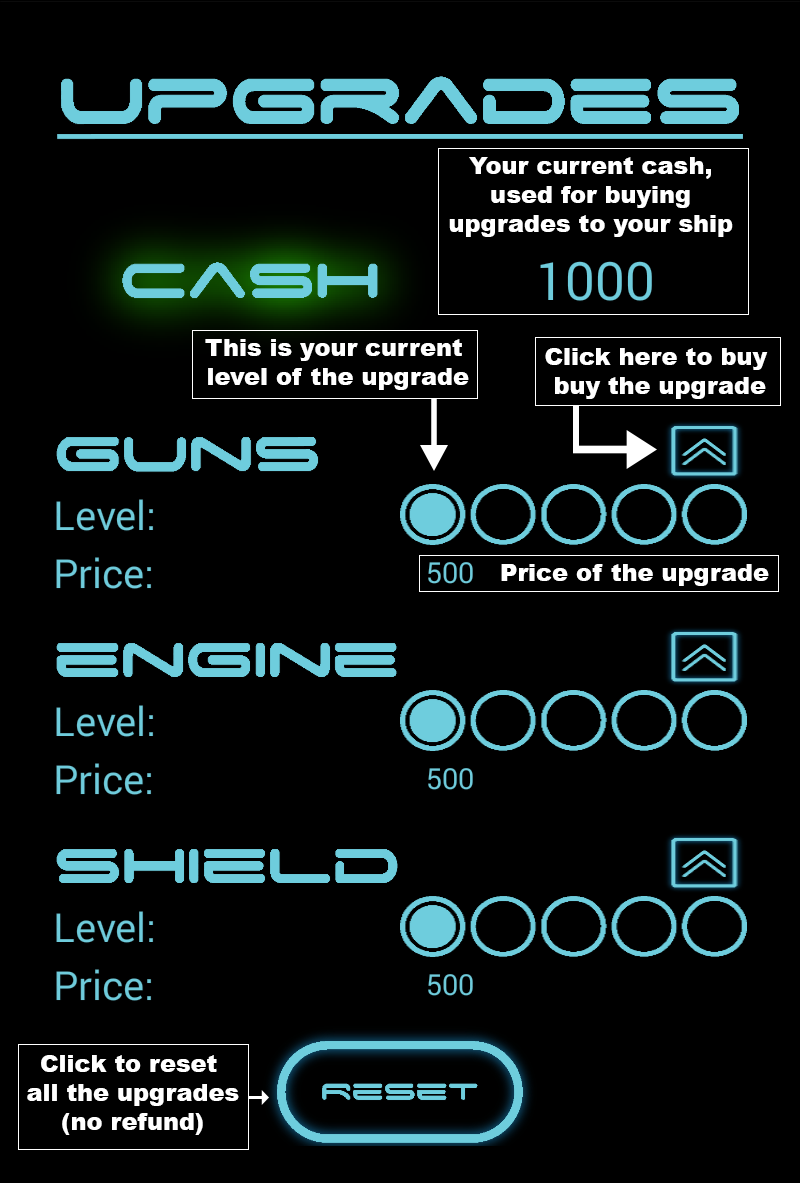 UPGRADES
Your current cash,
used for buying
upgrades to your ship
CASH
1000
This is your current
level of the upgrade
Click here to buy
buy the upgrade
GUNS
Level:
Price:
500 Price of the upgrade
ENGINE
Level:
Price:
500
SHIELD
Level:
Price:
500
Click to reset
all the upgrades
(no refund)
RESET